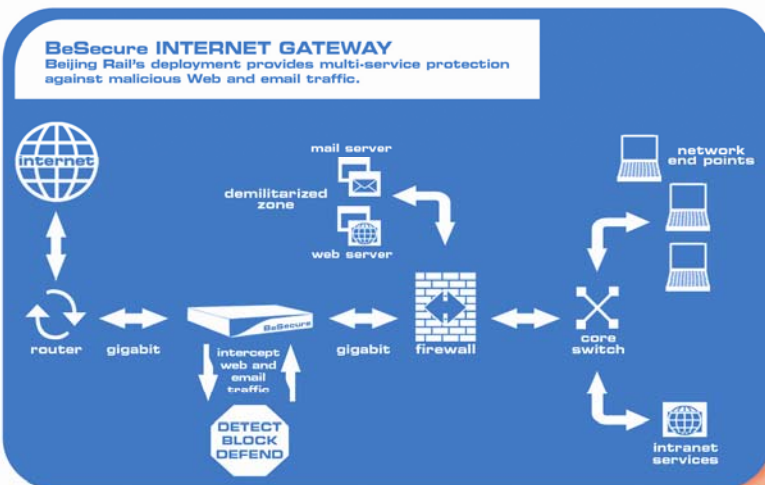 BeSecure INTERNET GATEWAY
Beijing Rail's deployment provides multi-service protection
against malicious Web and email traffic.
internet
mail server
demilitarized
zone
web server
network
end points
router
gigabit
BeSecure
intercept
web and
email
traffic
gigabit
firewall
core
switch
DETECT
BLOCK
DEFEND
intranet
services